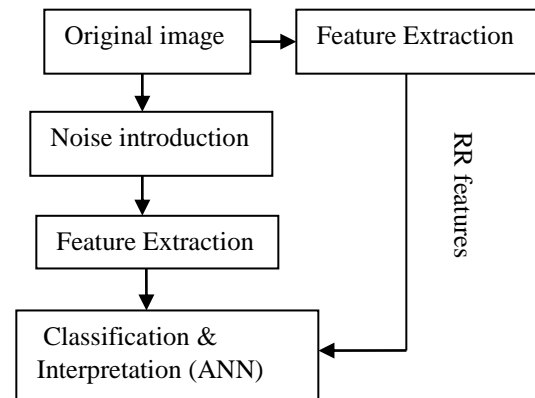 Original image
Feature Extraction
Noise introduction
RR features
Feature Extraction
Classification &
Interpretation (ANN)